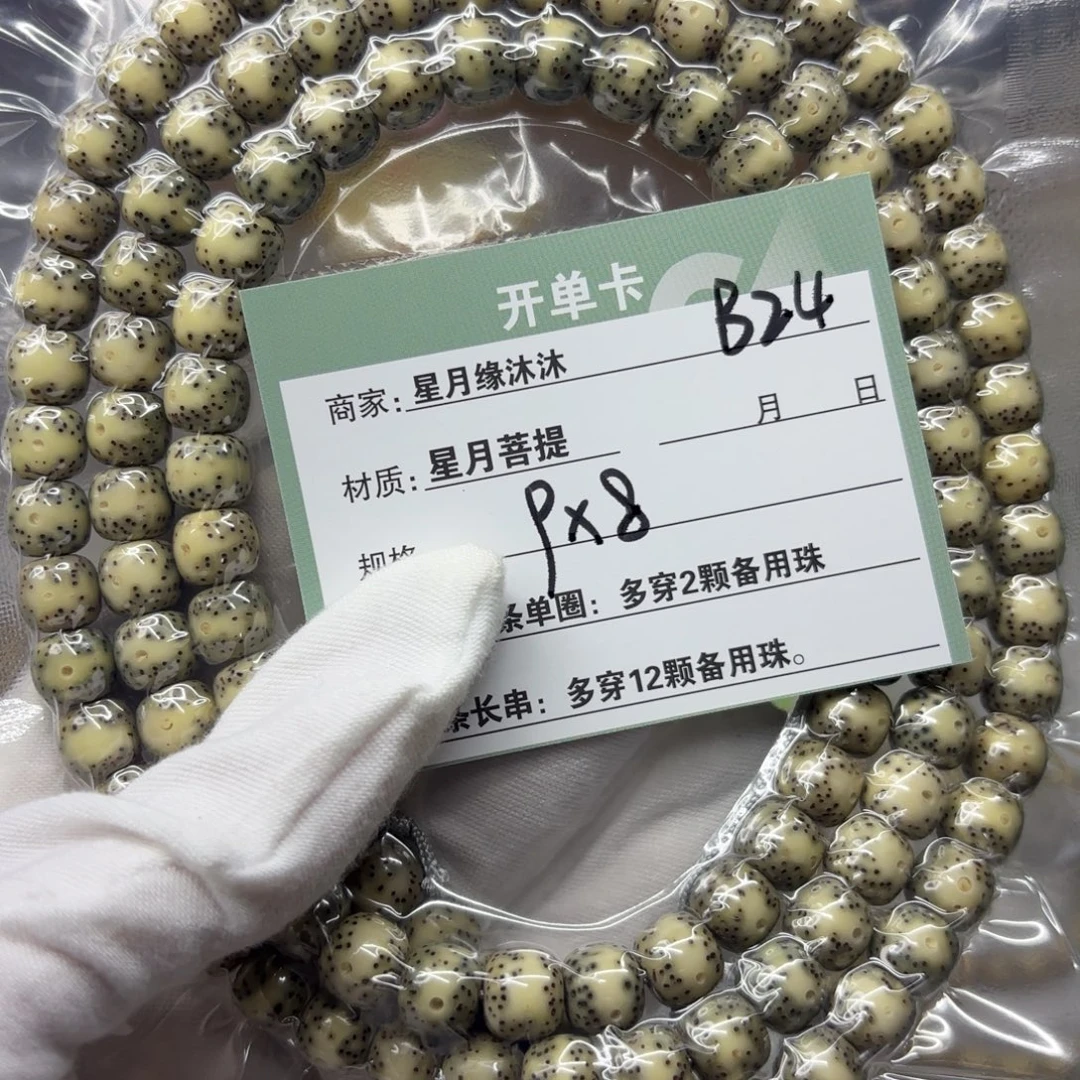 开单卡
B24
商家: 星月缘沐沐
月 日
材质: 星月菩提
规格 9x8
条单圈: 多穿2颗备用珠
条长串: 多穿12颗备用珠。